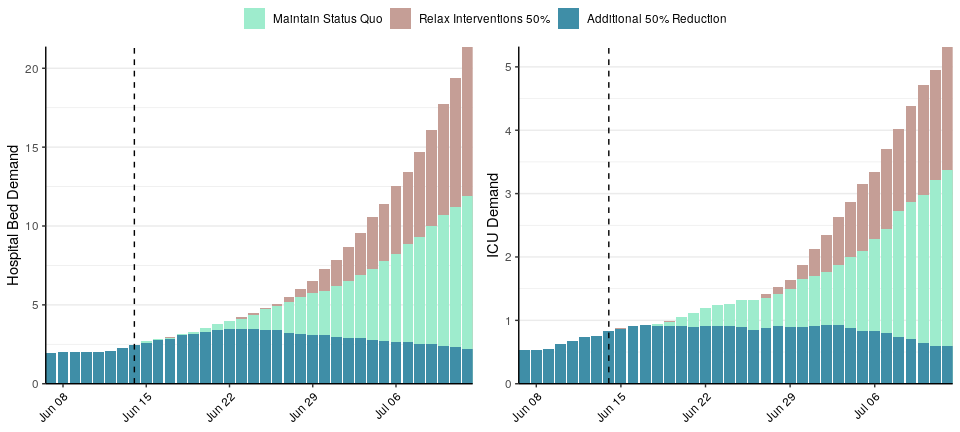 Maintain Status Quo Relax Interventions 50% Additional 50% Reduction
Hospital Bed Demand
20
15
10
5
0
Jun 08 Jun 15 Jun 22 Jun 29 Jul 06
ICU Demand
5
4
3
2
1
0
Jun 08 Jun 15 Jun 22 Jun 29 Jul 06